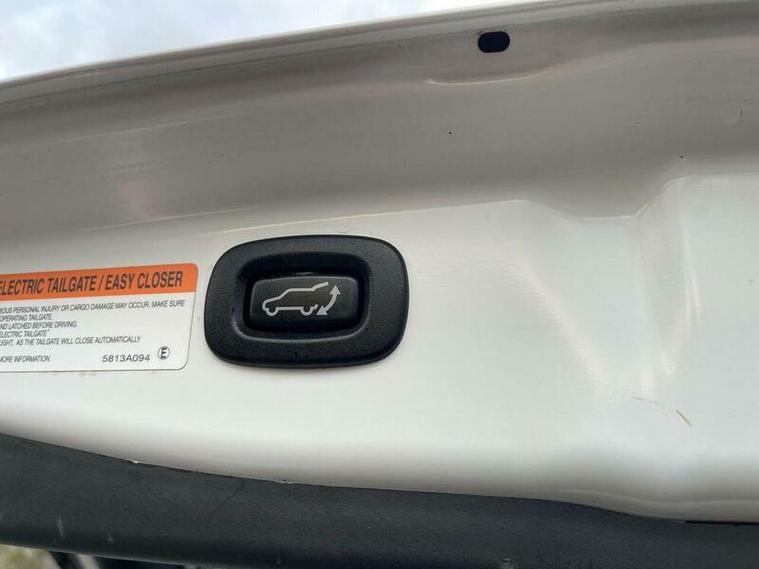 ELECTRIC TAILGATE / EASY CLOSER
IOUS PERSONAL INJURY OR CARGO DAMAGE MAY OCCUR. MAKE SURE
OPERATING TAILGATE.
AND LATCHED BEFORE DRIVING.
ELECTRIC TAILGATE"
UGHT, AS THE TAILGATE WILL CLOSE AUTOMATICALLY
MORE INFORMATION.
5813A094 E